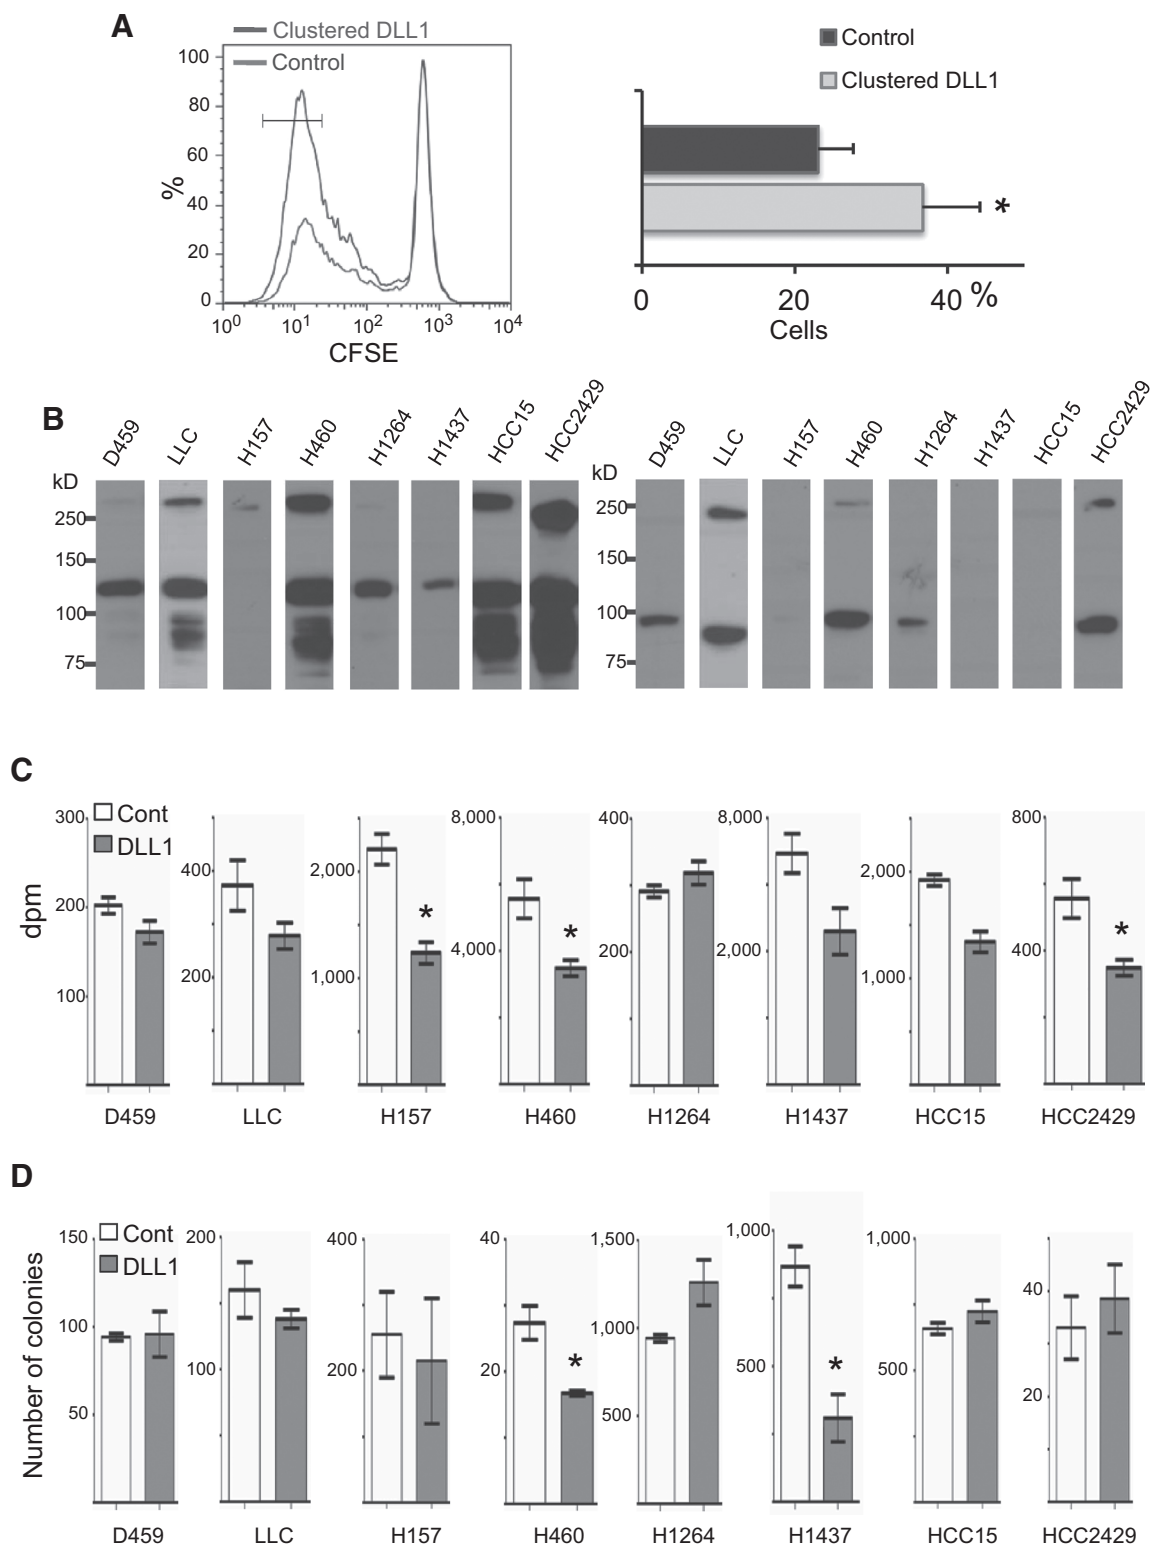 A
Clustered DLL1
Control
100
80
60
40
20
0
%
10⁰ 10¹ 10² 10³ 10⁴
CFSE
Control
Clustered DLL1
*
0 20 40 %
Cells
B
D459 LLC H157 H460 H1264 H1437 HCC15 HCC2429
kD
250
150
100
75
D459 LLC H157 H460 H1264 H1437 HCC15 HCC2429
kD
250
150
100
75
C
dpm
Cont
DLL1
300
200
100
D459
400
200
LLC
2,000
1,000
*
H157
8,000
4,000
*
H460
400
200
H1264
8,000
2,000
H1437
2,000
1,000
HCC15
800
400
*
HCC2429
D
Number of colonies
Cont
DLL1
150
100
50
D459
200
100
LLC
400
200
H157
40
20
*
H460
1,500
1,000
500
H1264
1,000
500
*
H1437
1,000
500
HCC15
40
20
HCC2429